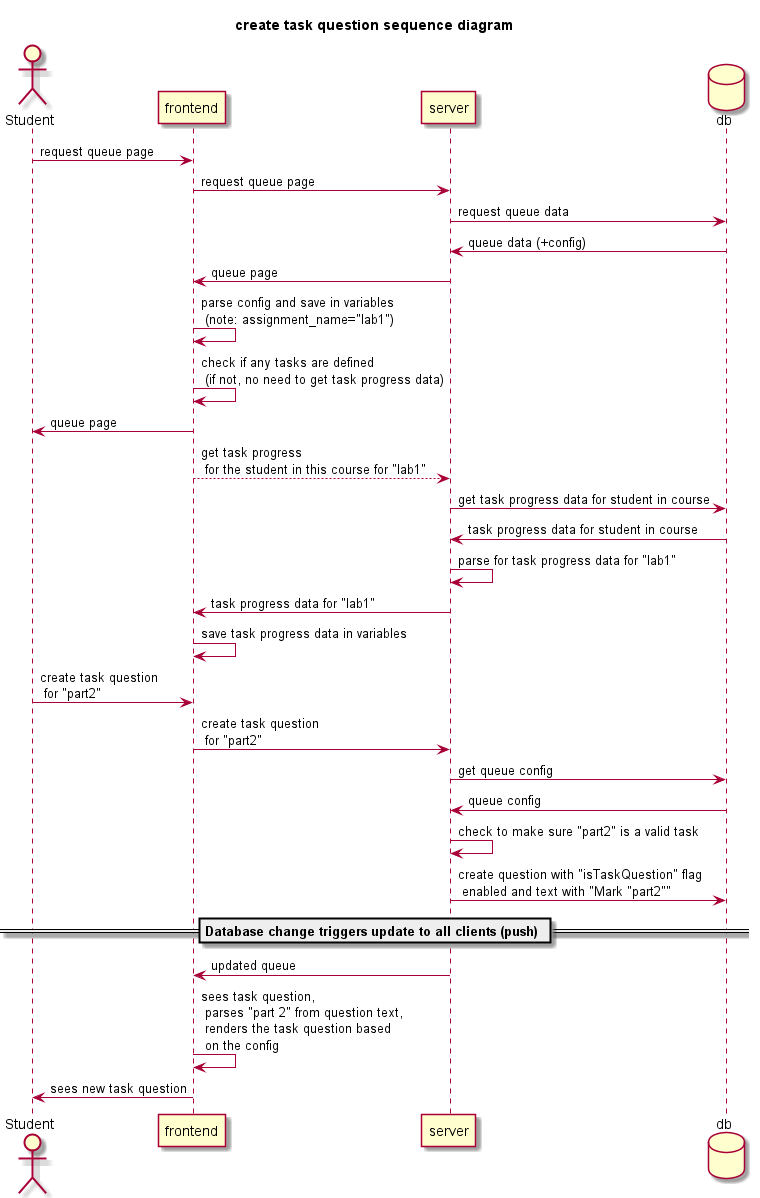 create task question sequence diagram
Student
frontend
server
db
request queue page
request queue page
request queue data
queue data (+config)
queue page
parse config and save in variables
(note: assignment_name="lab1")
check if any tasks are defined
(if not, no need to get task progress data)
queue page
get task progress
for the student in this course for "lab1"
get task progress data for student in course
task progress data for student in course
parse for task progress data for "lab1"
task progress data for "lab1"
save task progress data in variables
create task question
for "part2"
create task question
for "part2"
get queue config
queue config
check to make sure "part2" is a valid task
create question with "isTaskQuestion" flag
enabled and text with "Mark "part2""
Database change triggers update to all clients (push)
updated queue
sees task question,
parses "part 2" from question text,
renders the task question based
on the config
sees new task question
Student
frontend
server
db